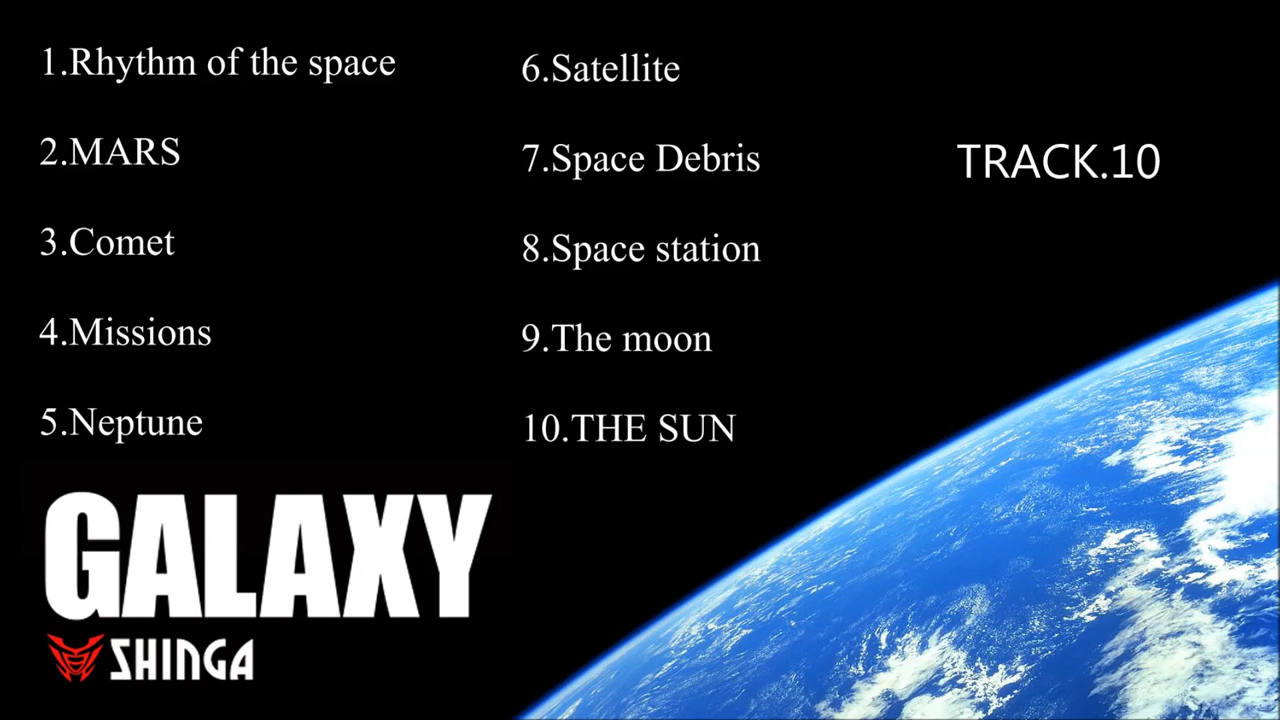 1.Rhythm of the space
2.MARS
3.Comet
4.Missions
5.Neptune
6.Satellite
7.Space Debris
8.Space station
9.The moon
10.THE SUN
TRACK.10
GALAXY
SHINGA